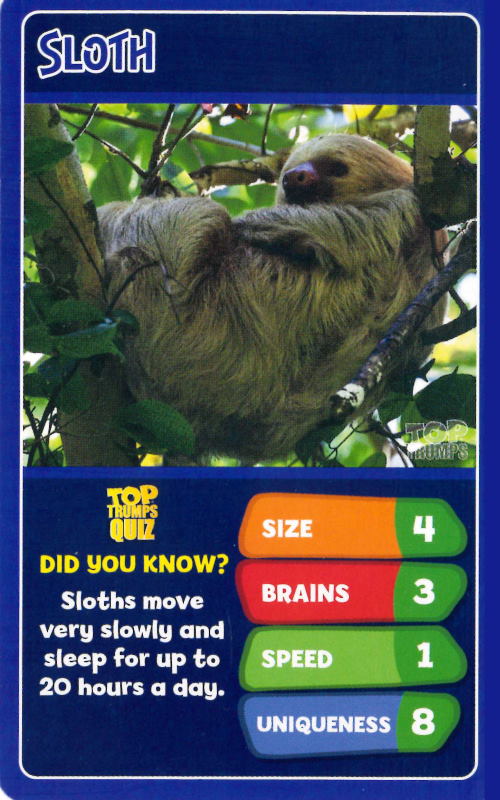 SLOTH
TOP
TRUMPS
TOP
TRUMPS
QUIZ
DID YOU KNOW?
Sloths move
very slowly and
sleep for up to
20 hours a day.
SIZE 4
BRAINS 3
SPEED 1
UNIQUENESS 8